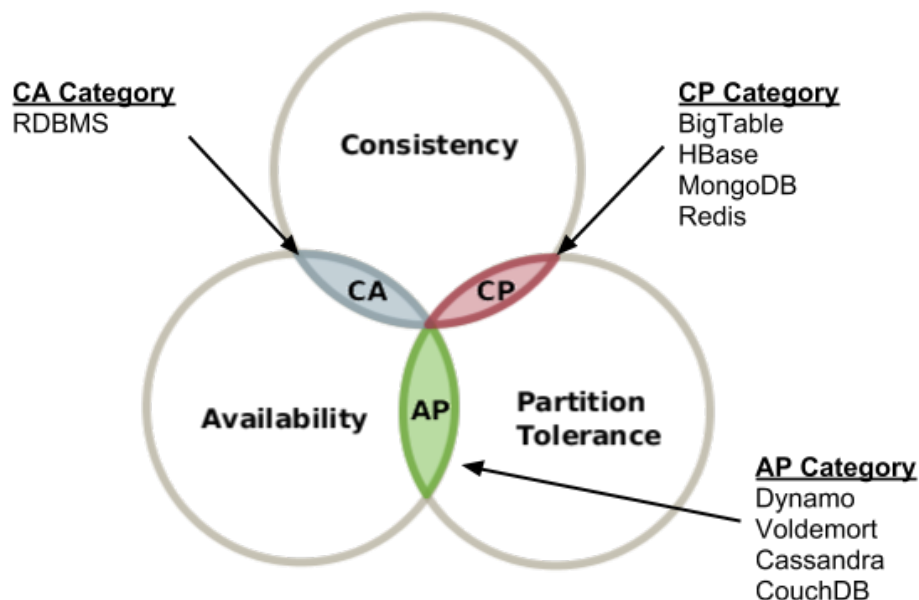 CA Category
RDBMS
CP Category
BigTable
HBase
MongoDB
Redis
Consistency
CA
CP
Availability
AP
Partition
Tolerance
AP Category
Dynamo
Voldemort
Cassandra
CouchDB